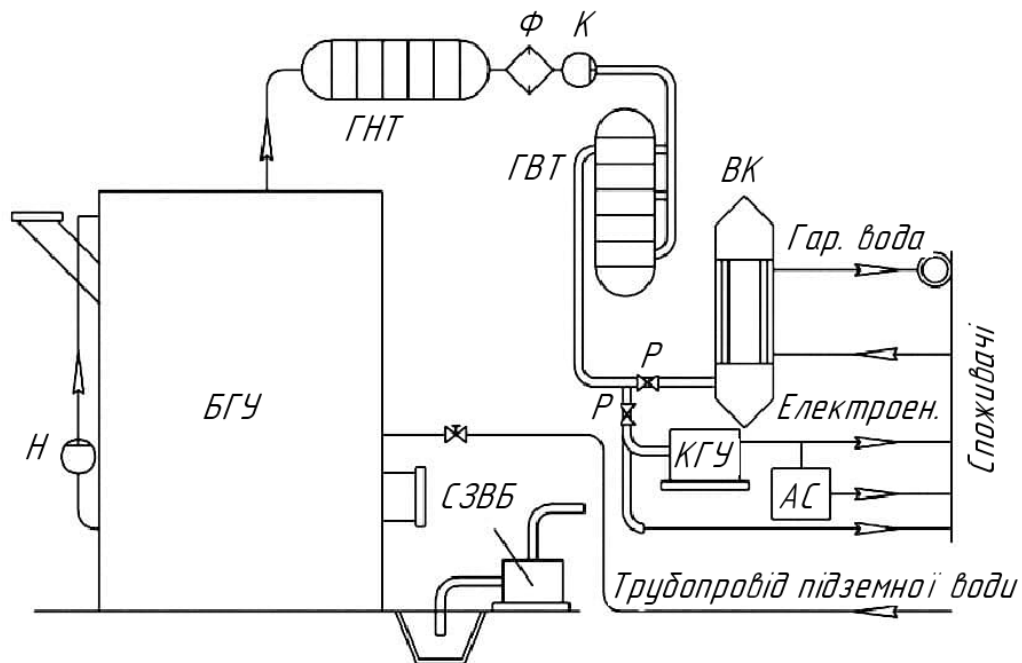 Ф
К
ГНТ
ГВТ
ВК
Гар. вода
Р
Р
БГУ
Електроен.
Н
КГУ
АС
СЗВБ
Споживачі
Трубопровід підземної води